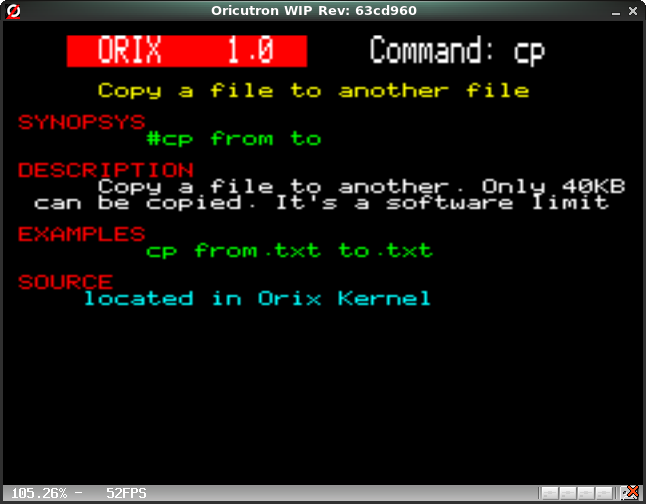 Oricutron WIP Rev: 63cd960
ORIX 1.0 Command: cp
Copy a file to another file
SYNOPSYS
#cp from to
DESCRIPTION
Copy a file to another. Only 40KB
can be copied. It's a software limit
EXAMPLES
cp from.txt to.txt
SOURCE
located in Orix Kernel
105.26% - 52FPS